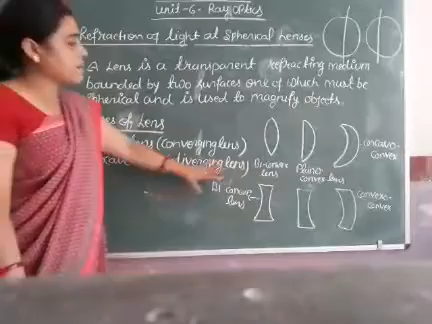 Unit-6- Ray optics
Refraction of light at Spherical lenses
A Lens is a transparent refracting medium
bounded by two surfaces one of which must be
spherical and is used to magnify objects.
of Lens
(converging lens)
(diverging lens)
Bi-convex
lens
Plano
convex lens
concavo-
convex
Bi concave
lens
convexo-
convex